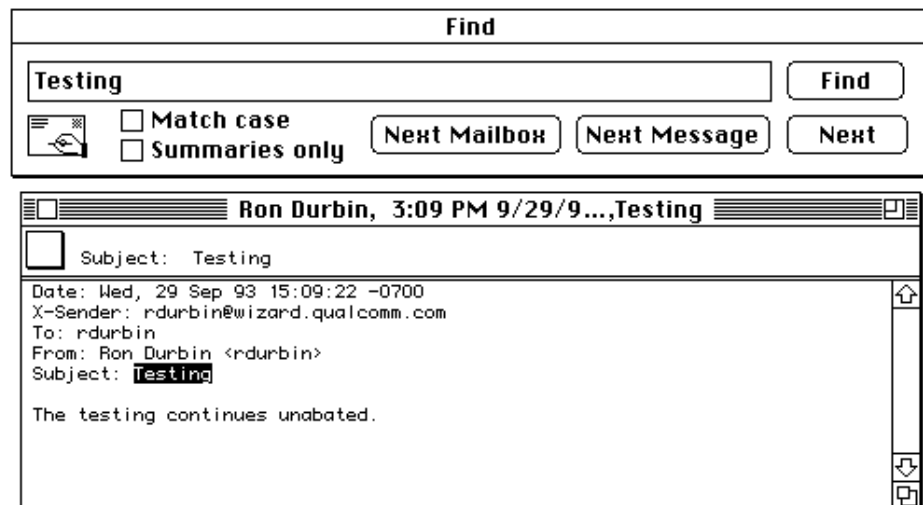 Find
Testing Find
Match case
Summaries only
Next Mailbox Next Message Next
Ron Durbin, 3:09 PM 9/29/9...,Testing
Subject: Testing
Date: Wed, 29 Sep 93 15:09:22 -0700
X-Sender: rdurbin@wizard.qualcomm.com
To: rdurbin
From: Ron Durbin <rdurbin>
Subject: Testing
The testing continues unabated.